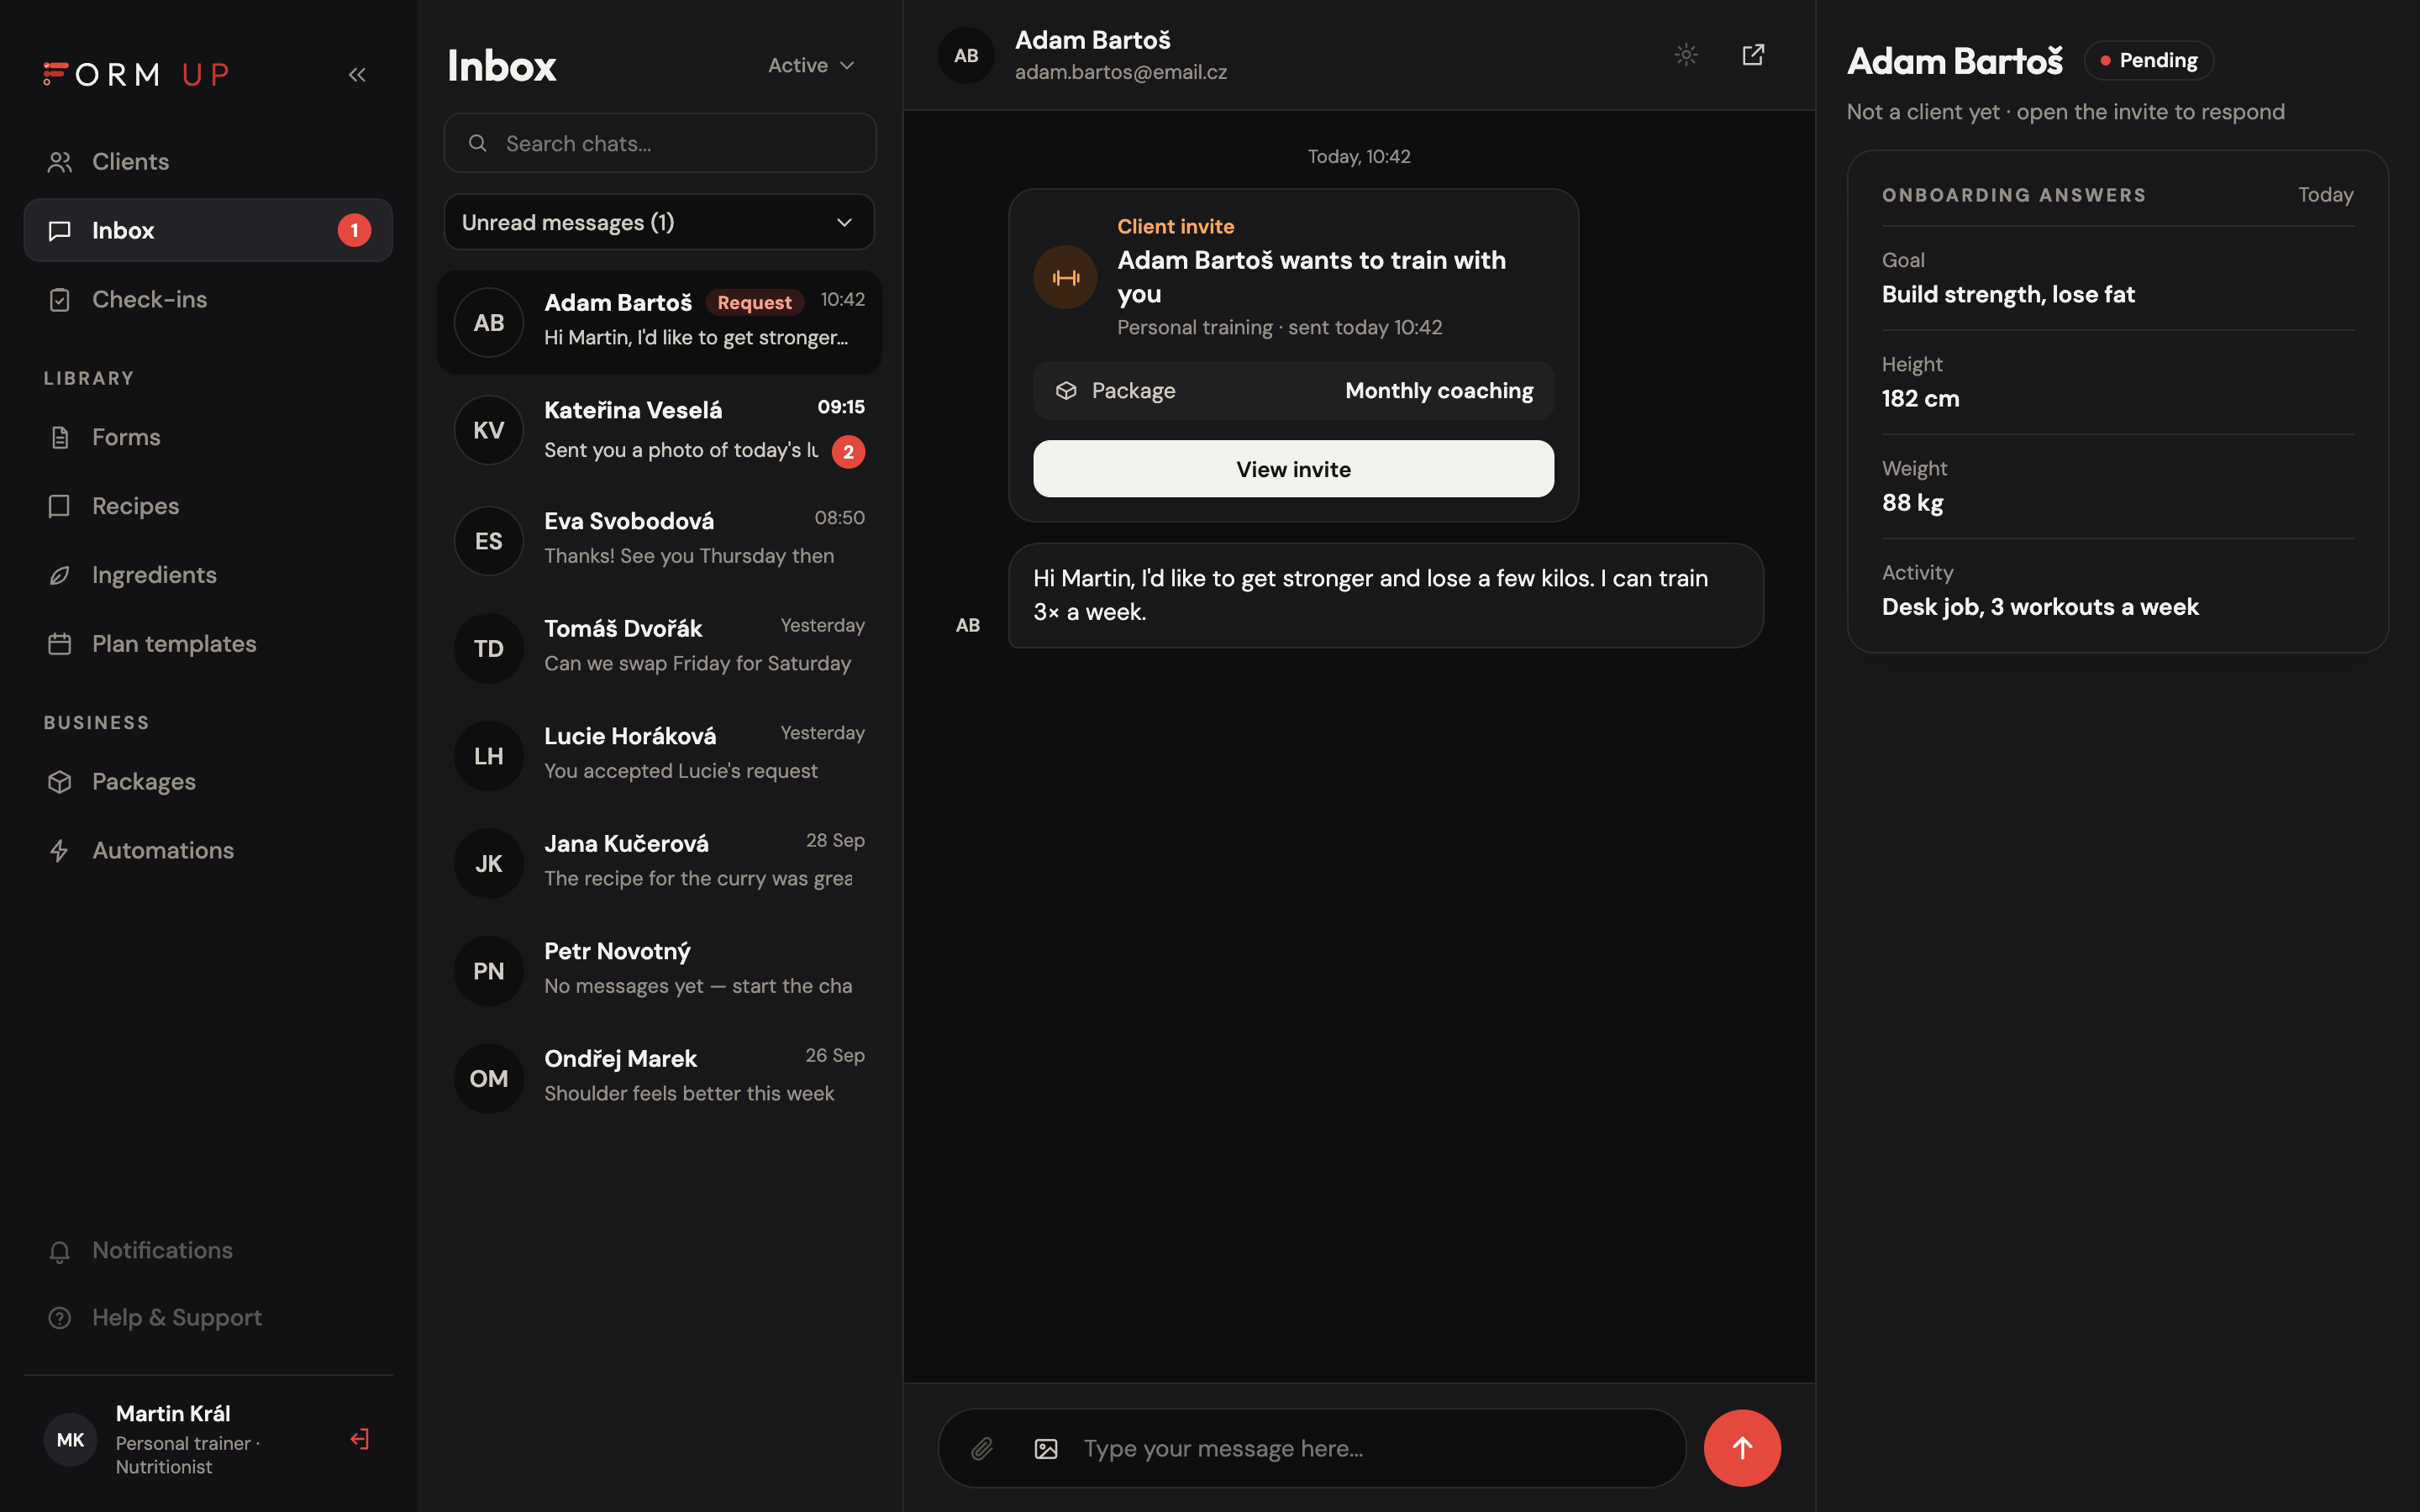 FORM UP
Clients
Inbox
1
Check-ins
LIBRARY
Forms
Recipes
Ingredients
Plan templates
BUSINESS
Packages
Automations
Notifications
Help & Support
MK
Martin Král
Personal trainer ·
Nutritionist
Inbox
Active
Search chats...
Unread messages (1)
AB
Adam Bartoš
Request
10:42
Hi Martin, I'd like to get stronger...
KV
Kateřina Veselá
09:15
Sent you a photo of today's lu
2
ES
Eva Svobodová
08:50
Thanks! See you Thursday then
TD
Tomáš Dvořák
Yesterday
Can we swap Friday for Saturday
LH
Lucie Horáková
Yesterday
You accepted Lucie's request
JK
Jana Kučerová
28 Sep
The recipe for the curry was grea
PN
Petr Novotný
No messages yet — start the cha
OM
Ondřej Marek
26 Sep
Shoulder feels better this week
AB
Adam Bartoš
adam.bartos@email.cz
Today, 10:42
Client invite
Adam Bartoš wants to train with
you
Personal training · sent today 10:42
Package
Monthly coaching
View invite
Hi Martin, I'd like to get stronger and lose a few kilos. I can train
3× a week.
AB
Type your message here...
Adam Bartoš
Pending
Not a client yet · open the invite to respond
ONBOARDING ANSWERS
Today
Goal
Build strength, lose fat
Height
182 cm
Weight
88 kg
Activity
Desk job, 3 workouts a week